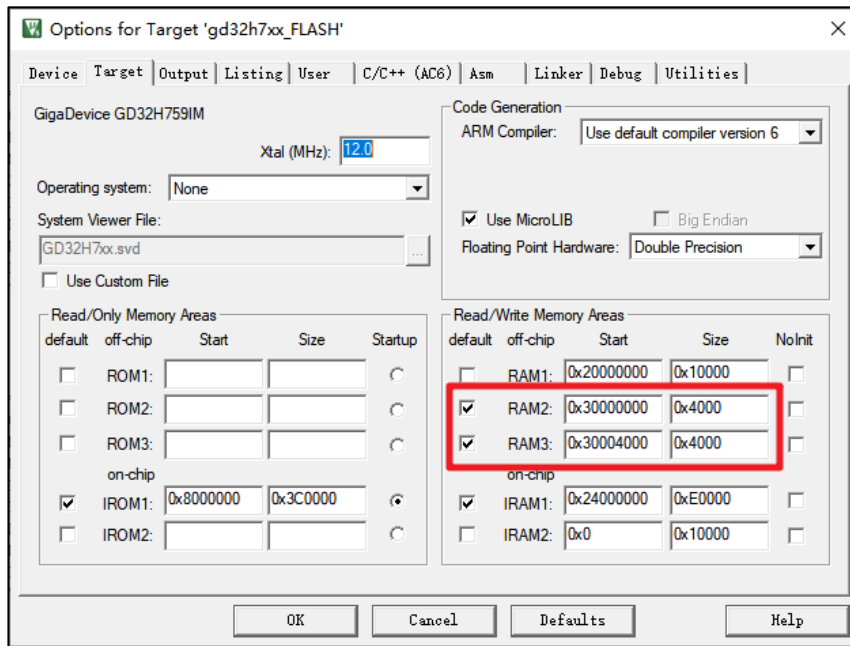 Options for Target 'gd32h7xx_FLASH'
Device Target Output Listing User C/C++ (AC6) Asm Linker Debug Utilities
GigaDevice GD32H759IM
Xtal (MHz): 12.0
Operating system: None
System Viewer File:
GD32H7xx.svd ...
Use Custom File
Code Generation
ARM Compiler: Use default compiler version 6
Use MicroLIB Big Endian
Floating Point Hardware: Double Precision
Read/Only Memory Areas
default off-chip Start Size Startup
ROM1:
ROM2:
ROM3:
on-chip
IROM1: 0x8000000 0x3C0000
IROM2:
Read/Write Memory Areas
default off-chip Start Size NoInit
RAM1: 0x20000000 0x10000
RAM2: 0x30000000 0x4000
RAM3: 0x30004000 0x4000
on-chip
IRAM1: 0x24000000 0xE0000
IRAM2: 0x0 0x10000
OK Cancel Defaults Help